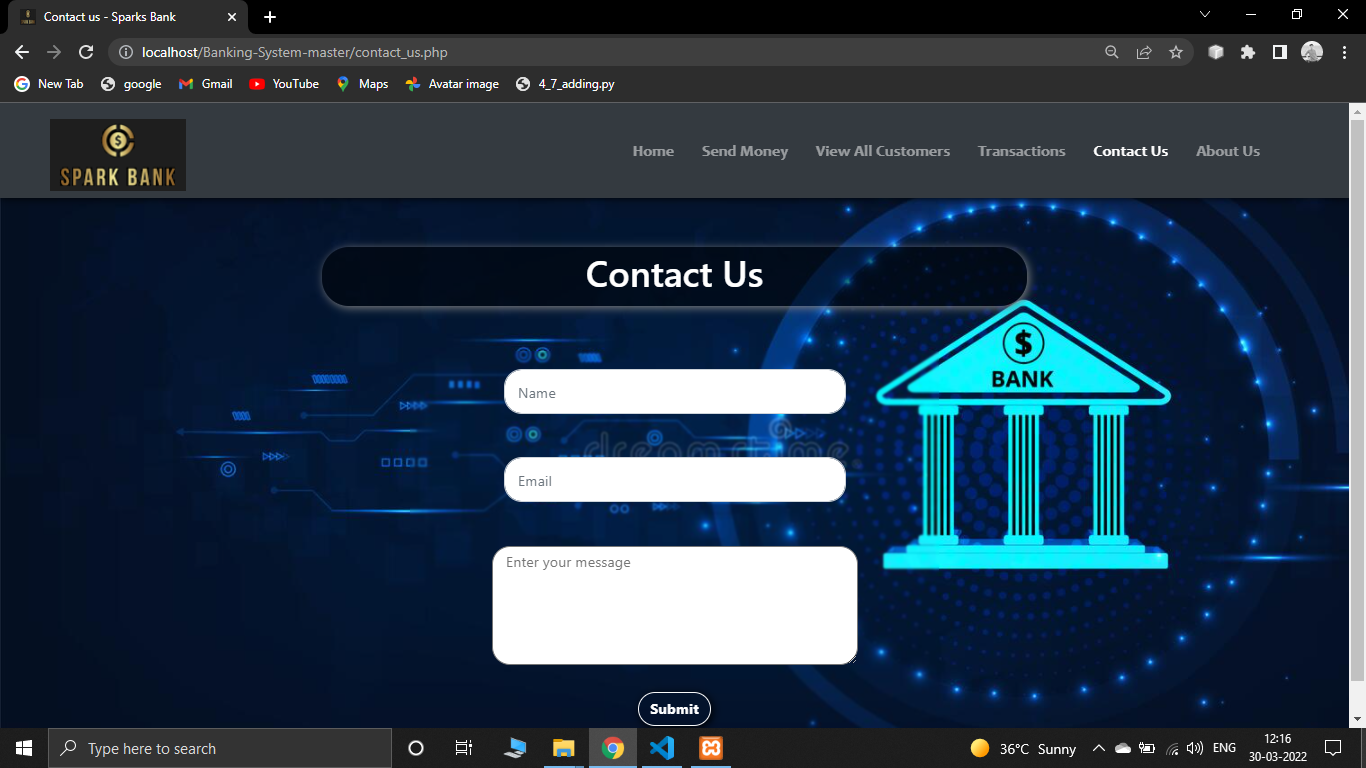 Contact us - Sparks Bank
localhost/Banking-System-master/contact_us.php
New Tab google Gmail YouTube Maps Avatar image 4_7_adding.py
$
SPARK BANK
Home Send Money View All Customers Transactions Contact Us About Us
Contact Us
$
BANK
Name
dreamstime
Email
Enter your message
Submit
Type here to search
36°C Sunny
ENG
12:16
30-03-2022